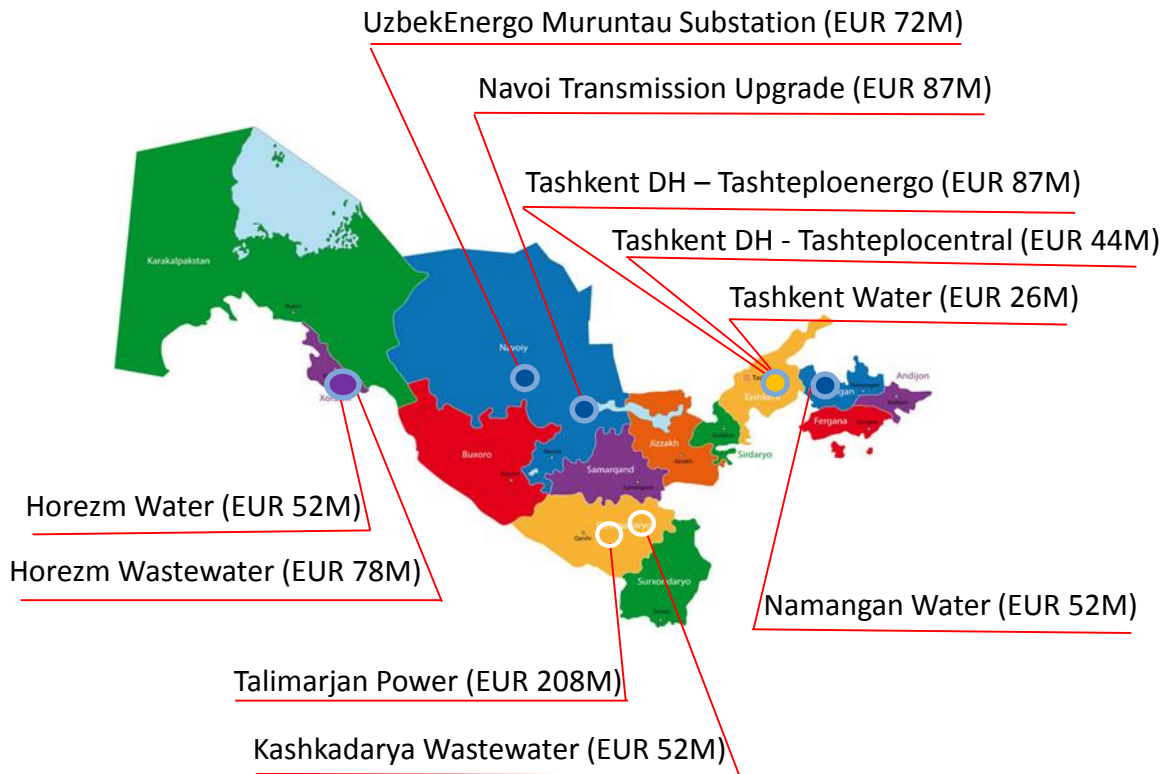 UzbekEnergo Muruntau Substation (EUR 72M)
Navoi Transmission Upgrade (EUR 87M)
Tashkent DH – Tashteploenergo (EUR 87M)
Tashkent DH - Tashteplocentral (EUR 44M)
Tashkent Water (EUR 26M)
Karakalpakstan
Navoiy
Tashkent
Andijon
Fergana
Buxoro
Jizzakh
Sirdaryo
Samarqand
Surxondaryo
Horezm Water (EUR 52M)
Horezm Wastewater (EUR 78M)
Namangan Water (EUR 52M)
Talimarjan Power (EUR 208M)
Kashkadarya Wastewater (EUR 52M)